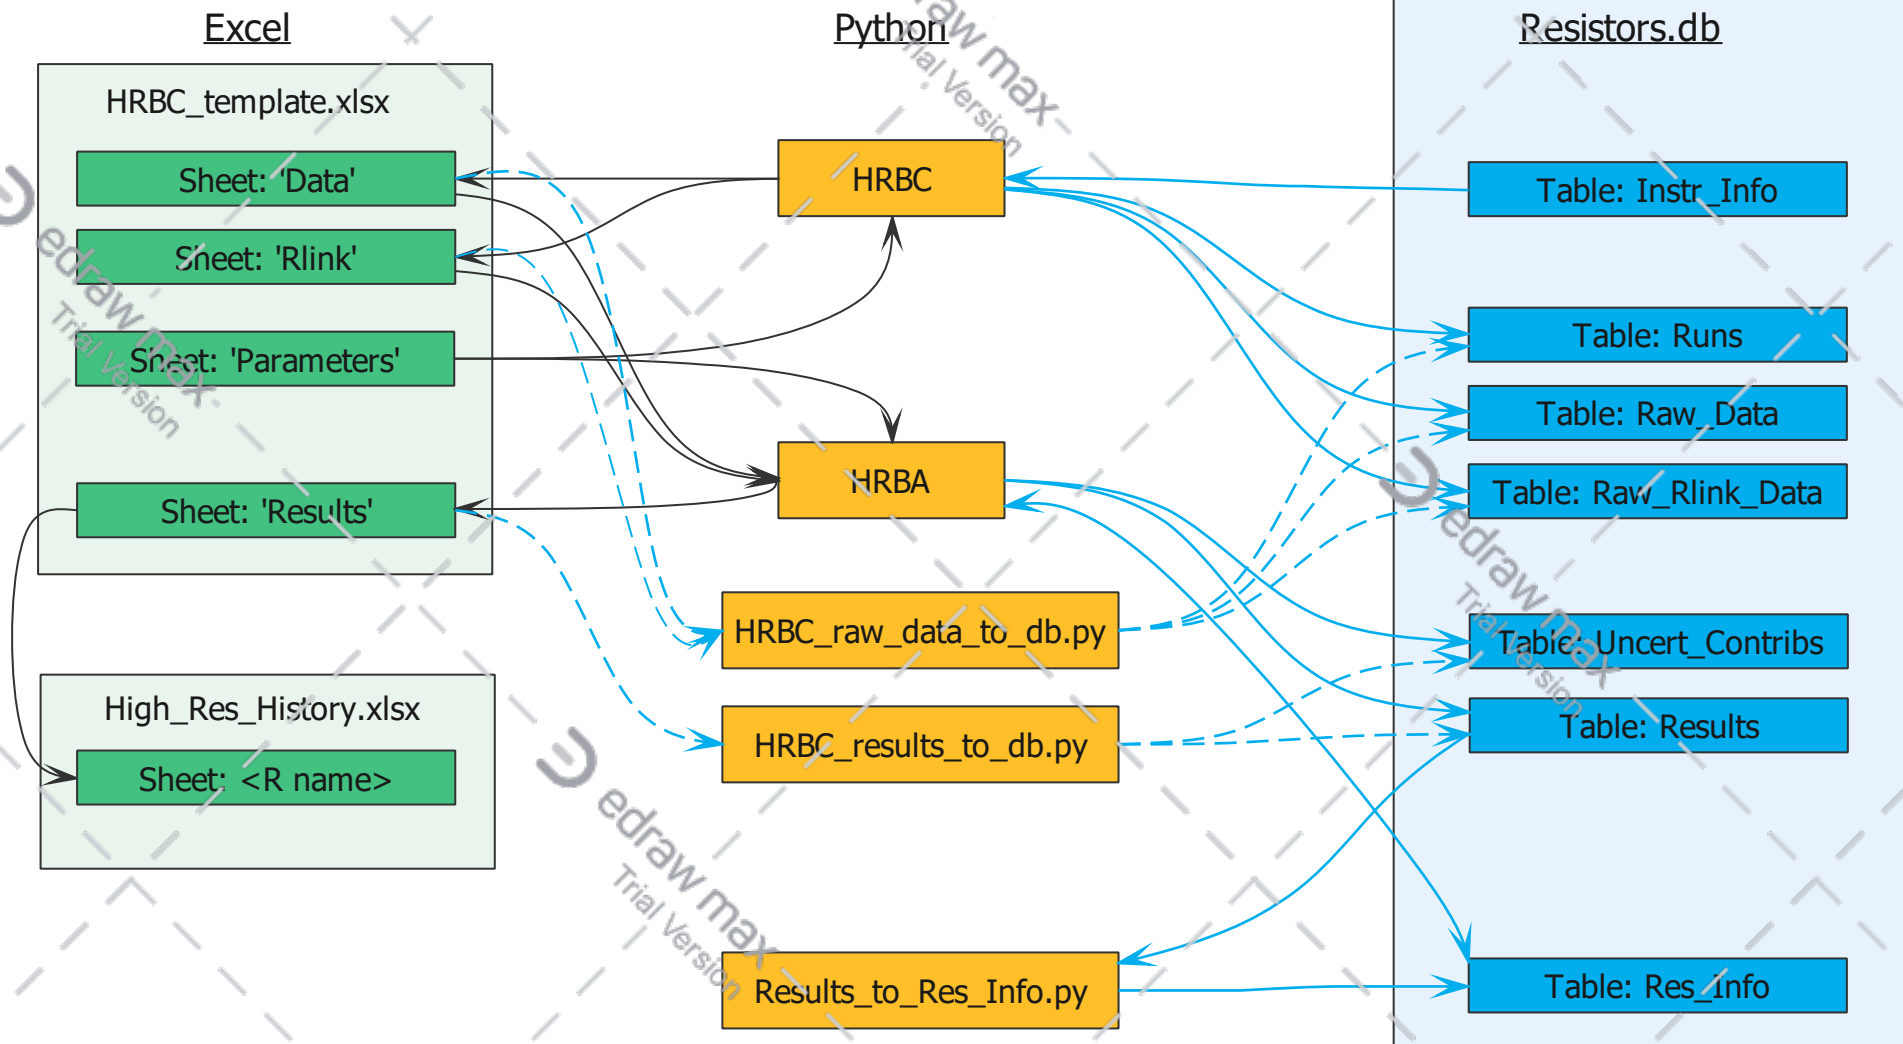 Excel
Python
Resistors.db
HRBC_template.xlsx
Sheet: 'Data'
Sheet: 'Rlink'
Sheet: 'Parameters'
Sheet: 'Results'
High_Res_History.xlsx
Sheet: <R name>
HRBC
HRBA
HRBC_raw_data_to_db.py
HRBC_results_to_db.py
Results_to_Res_Info.py
Table: Instr_Info
Table: Runs
Table: Raw_Data
Table: Raw_Rlink_Data
Table: Uncert_Contribs
Table: Results
Table: Res_Info
edraw max
Trial Version
edraw max
Trial Version
edraw max
Trial Version
edraw max
Trial Version